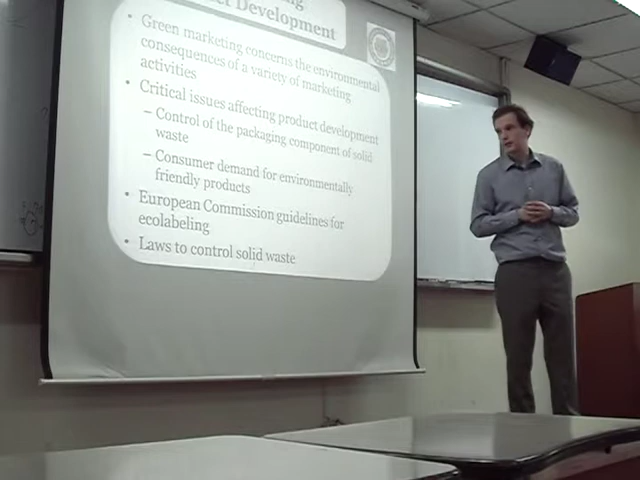 Development
• Green marketing concerns the environmental
consequences of a variety of marketing
activities
• Critical issues affecting product development
– Control of the packaging component of solid
waste
– Consumer demand for environmentally
friendly products
• European Commission guidelines for
ecolabeling
• Laws to control solid waste